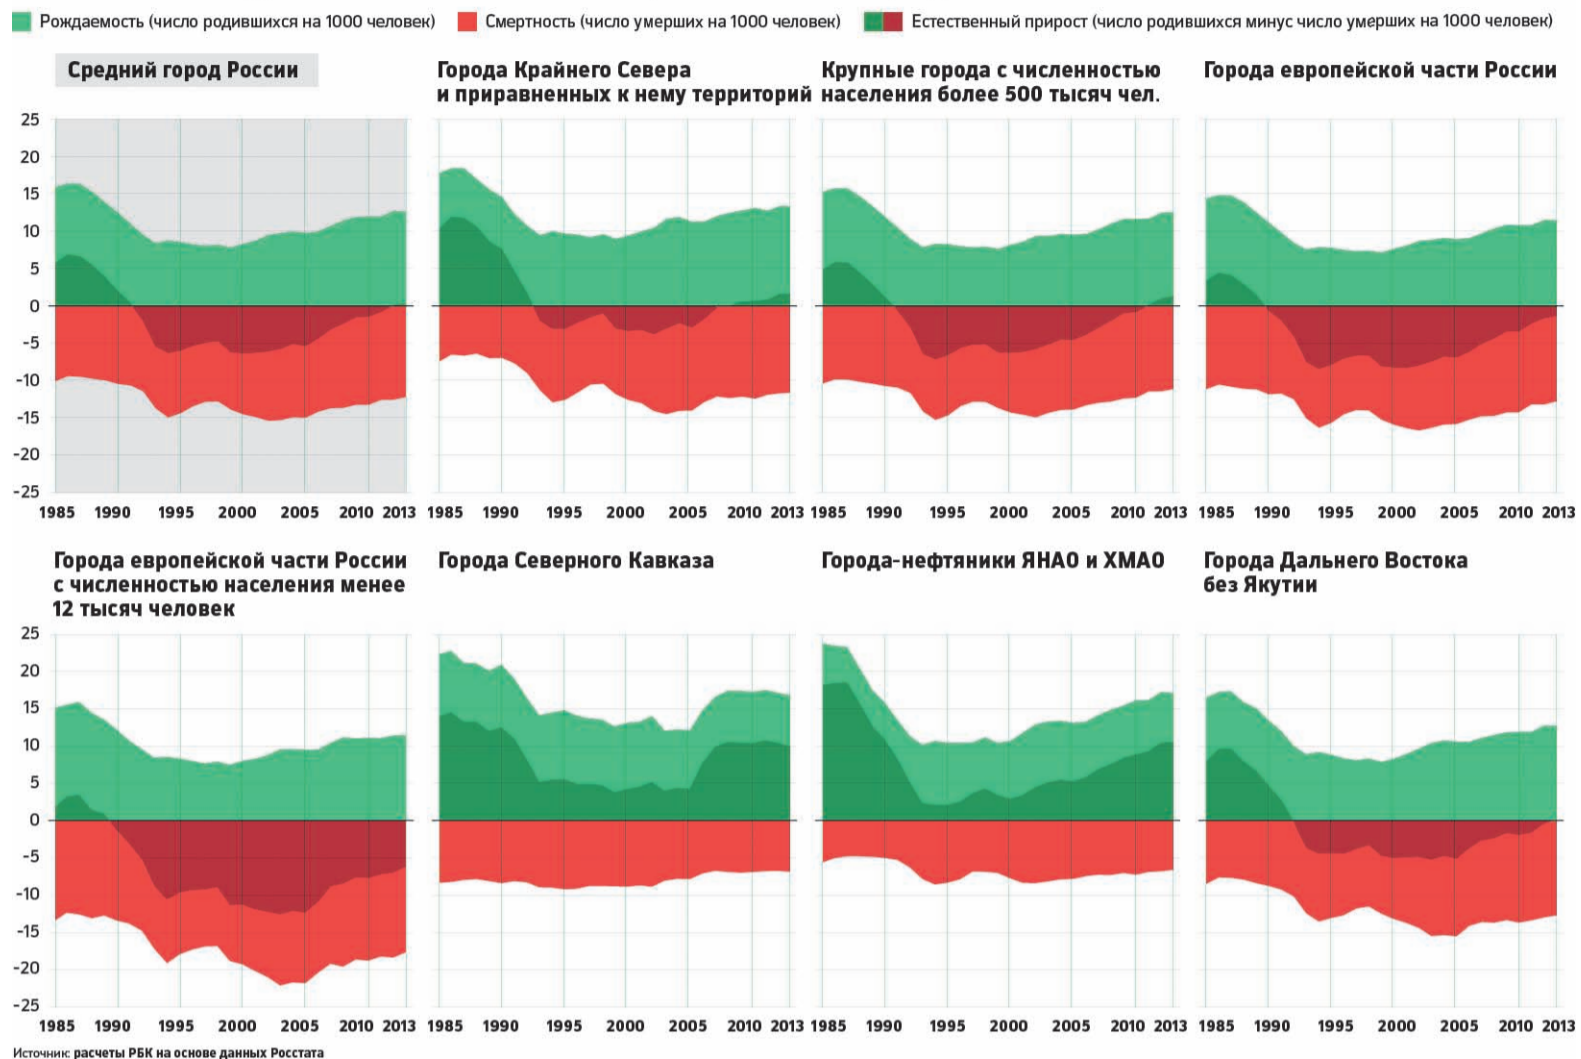 Рождаемость (число родившихся на 1000 человек)
Смертность (число умерших на 1000 человек)
Естественный прирост (число родившихся минус число умерших на 1000 человек)
Средний город России
Города Крайнего Севера
и приравненных к нему территорий
Крупные города с численностью
населения более 500 тысяч чел.
Города европейской части России
25
20
15
10
5
0
-5
-10
-15
-20
-25
1985 1990 1995 2000 2005 2010 2013
1985 1990 1995 2000 2005 2010 2013
1985 1990 1995 2000 2005 2010 2013
1985 1990 1995 2000 2005 2010 2013
Города европейской части России
с численностью населения менее
12 тысяч человек
Города Северного Кавказа
Города-нефтяники ЯНАО и ХМАО
Города Дальнего Востока
без Якутии
25
20
15
10
5
0
-5
-10
-15
-20
-25
1985 1990 1995 2000 2005 2010 2013
1985 1990 1995 2000 2005 2010 2013
1985 1990 1995 2000 2005 2010 2013
1985 1990 1995 2000 2005 2010 2013
Источник: расчеты РБК на основе данных Росстата